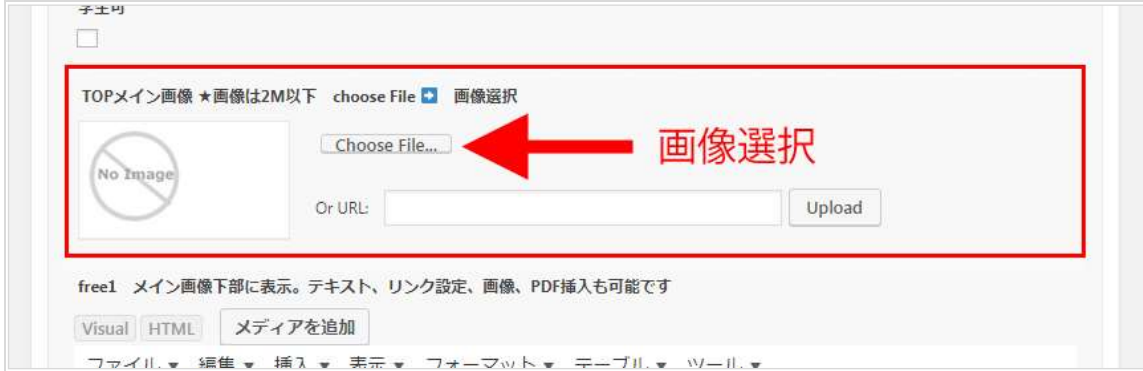 学生可
TOPメイン画像 ★画像は2M以下 choose File ➡ 画像選択
No Image
Choose File...
画像選択
Or URL:
Upload
free1 メイン画像下部に表示。テキスト、リンク設定、画像、PDF挿入も可能です
Visual HTML メディアを追加
ファイル ▾ 編集 ▾ 挿入 ▾ 表示 ▾ フォーマット ▾ テーブル ▾ ツール ▾